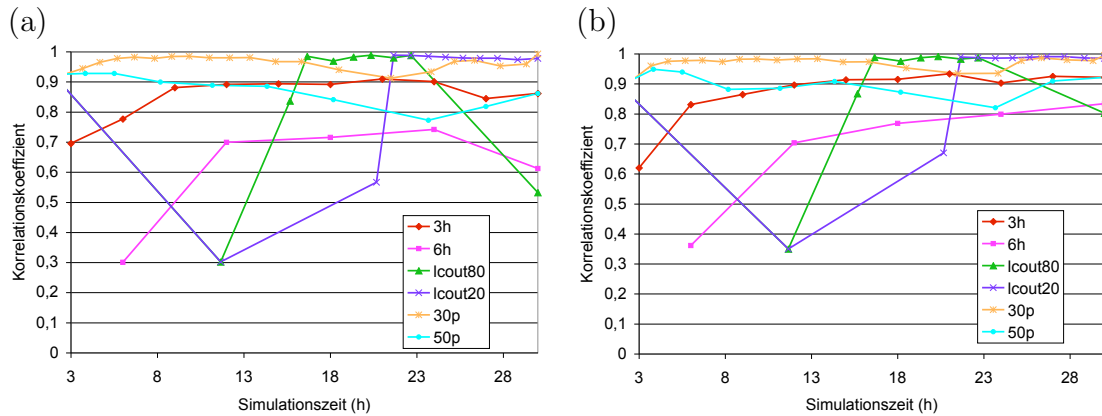 (a)
Korrelationskoeffizient
1
0,9
0,8
0,7
0,6
0,5
0,4
0,3
0,2
0,1
0
3 8 13 18 23 28
Simulationszeit (h)
3h
6h
lcout80
lcout20
30p
50p
(b)
Korrelationskoeffizient
1
0,9
0,8
0,7
0,6
0,5
0,4
0,3
0,2
0,1
0
3 8 13 18 23 28
Simulationszeit (h)
3h
6h
lcout80
lcout20
30p
50p